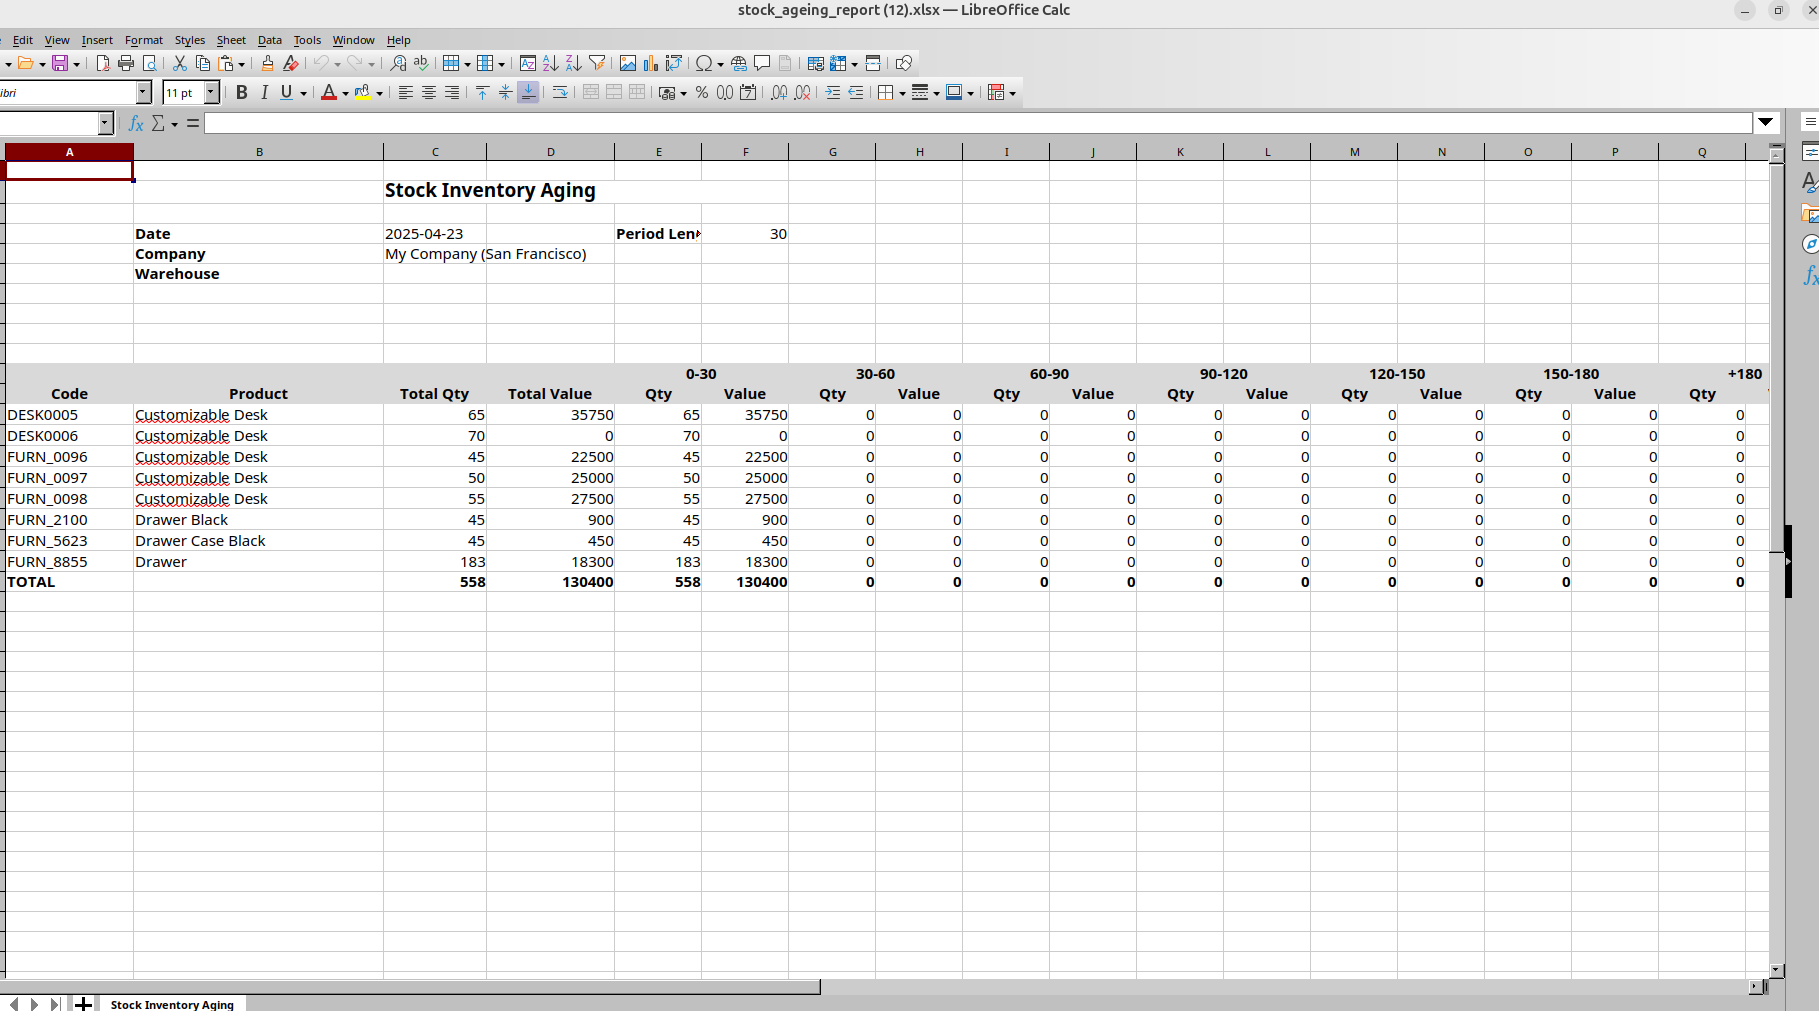 stock_ageing_report (12).xlsx — LibreOffice Calc
Edit View Insert Format Styles Sheet Data Tools Window Help
11 pt
A B C D E F G H I J K L M N O P Q
Stock Inventory Aging
Date 2025-04-23 Period Len 30
Company My Company (San Francisco)
Warehouse
0-30 30-60 60-90 90-120 120-150 150-180 +180
Code Product Total Qty Total Value Qty Value Qty Value Qty Value Qty Value Qty Value Qty Value Qty
DESK0005 Customizable Desk 65 35750 65 35750 0 0 0 0 0 0 0 0 0 0 0
DESK0006 Customizable Desk 70 0 70 0 0 0 0 0 0 0 0 0 0 0 0
FURN_0096 Customizable Desk 45 22500 45 22500 0 0 0 0 0 0 0 0 0 0 0
FURN_0097 Customizable Desk 50 25000 50 25000 0 0 0 0 0 0 0 0 0 0 0
FURN_0098 Customizable Desk 55 27500 55 27500 0 0 0 0 0 0 0 0 0 0 0
FURN_2100 Drawer Black 45 900 45 900 0 0 0 0 0 0 0 0 0 0 0
FURN_5623 Drawer Case Black 45 450 45 450 0 0 0 0 0 0 0 0 0 0 0
FURN_8855 Drawer 183 18300 183 18300 0 0 0 0 0 0 0 0 0 0 0
TOTAL 558 130400 558 130400 0 0 0 0 0 0 0 0 0 0 0
Stock Inventory Aging